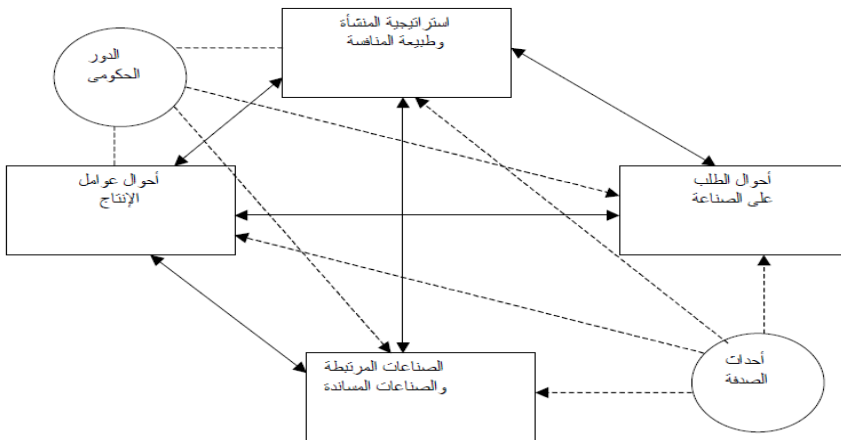 استراتيجية المنشأة
وطبيعة المنافسة
الدور
الحكومى
أحوال عوامل
الإنتاج
أحوال الطلب
على الصناعة
الصناعات المرتبطة
والصناعات المساندة
أحداث
الصدفة